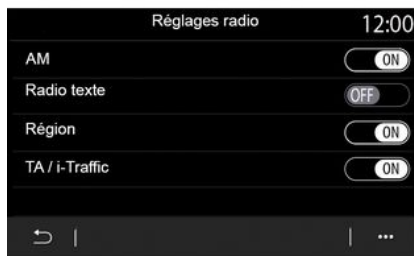 Réglages radio 12:00
AM ON
Radio texte OFF
Région ON
TA / i-Traffic ON